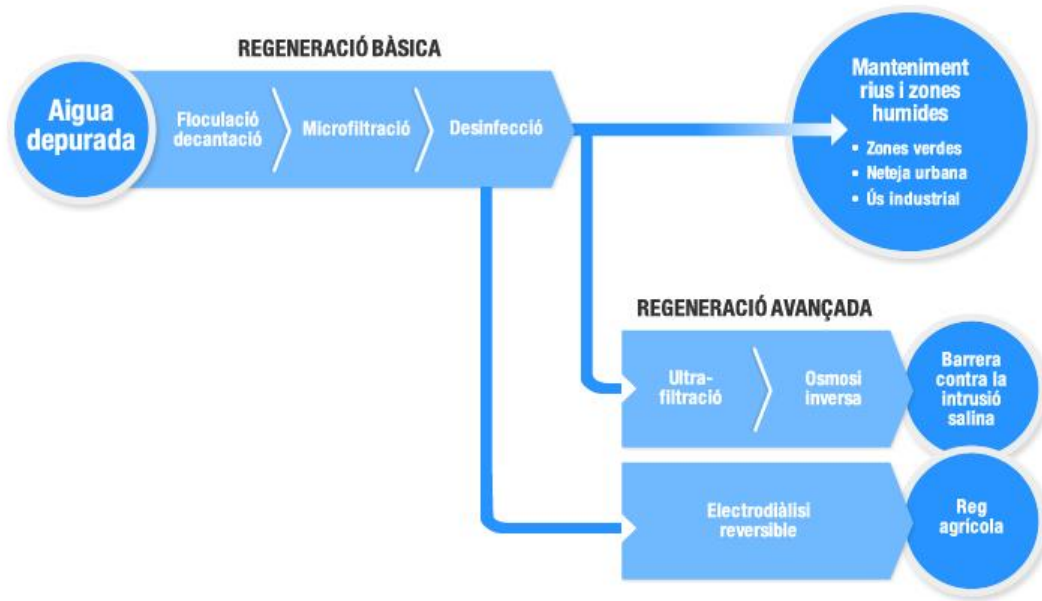 REGENERACIÓ BÀSICA
Aigua
depurada
Floculació
decantació
Microfiltració
Desinfecció
Manteniment
rius i zones
humides
• Zones verdes
• Neteja urbana
• Ús industrial
REGENERACIÓ AVANÇADA
Ultra-
filtració
Osmosi
inversa
Barrera
contra la
intrusió
salina
Electrodiàlisi
reversible
Reg
agrícola